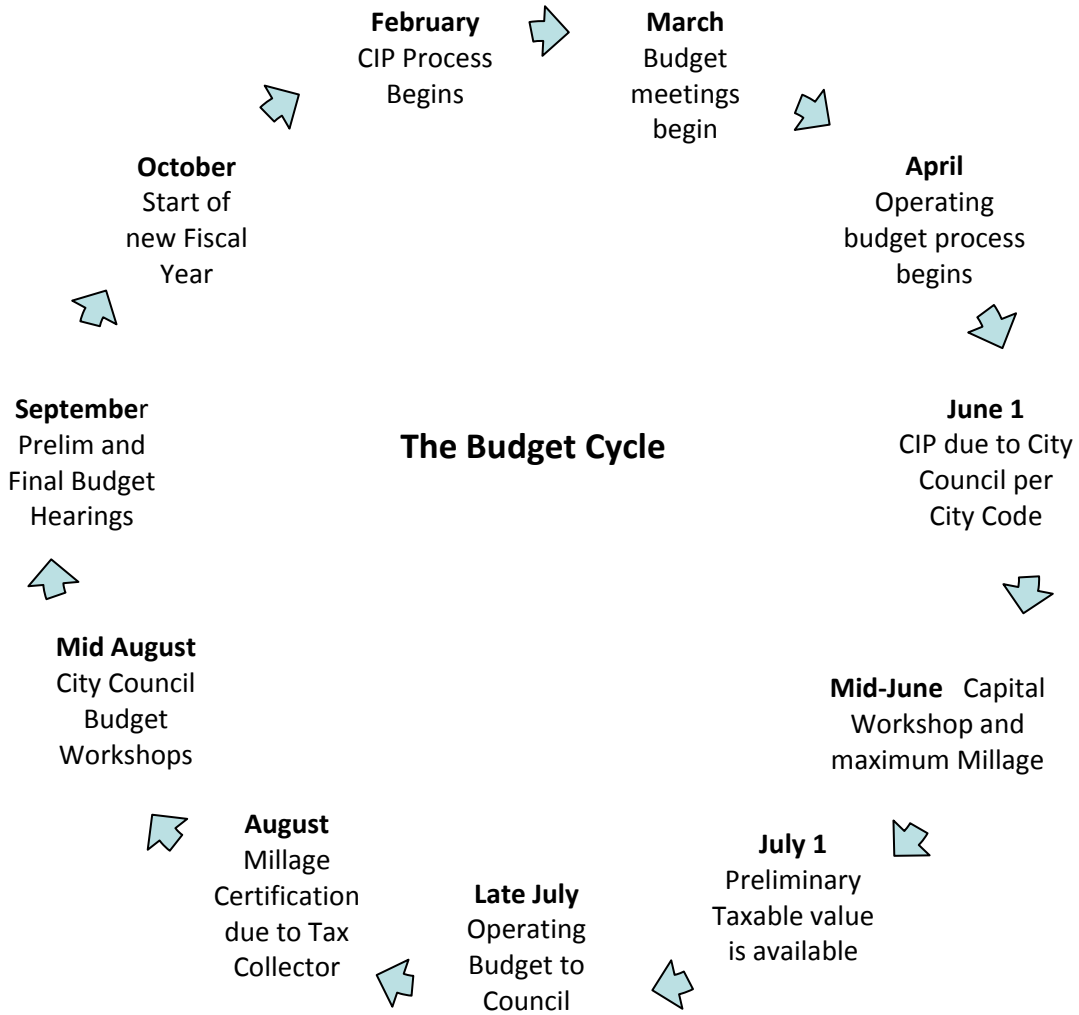 February
CIP Process
Begins
March
Budget
meetings
begin
April
Operating
budget process
begins
June 1
CIP due to City
Council per
City Code
Mid-June Capital
Workshop and
maximum Millage
July 1
Preliminary
Taxable value
is available
Late July
Operating
Budget to
Council
August
Millage
Certification
due to Tax
Collector
Mid August
City Council
Budget
Workshops
September
Prelim and
Final Budget
Hearings
October
Start of
new Fiscal
Year
The Budget Cycle